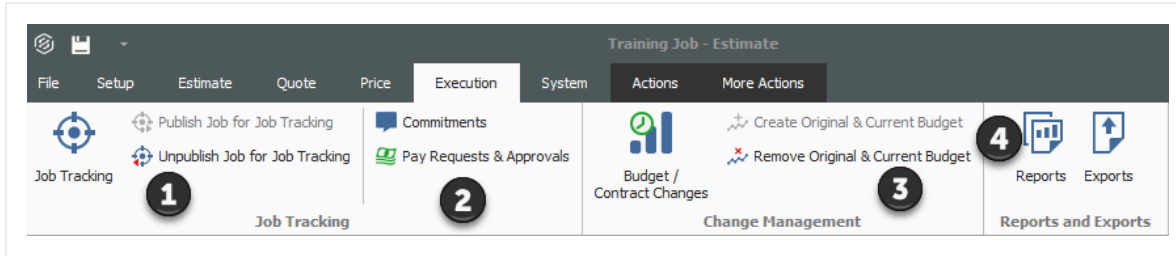 Training Job - Estimate
File Setup Estimate Quote Price Execution System Actions More Actions
Publish Job for Job Tracking
Unpublish Job for Job Tracking
Job Tracking
1
Commitments
Pay Requests & Approvals
2
Job Tracking
Budget /
Contract Changes
Create Original & Current Budget
Remove Original & Current Budget
3
Change Management
4
Reports Exports
Reports and Exports